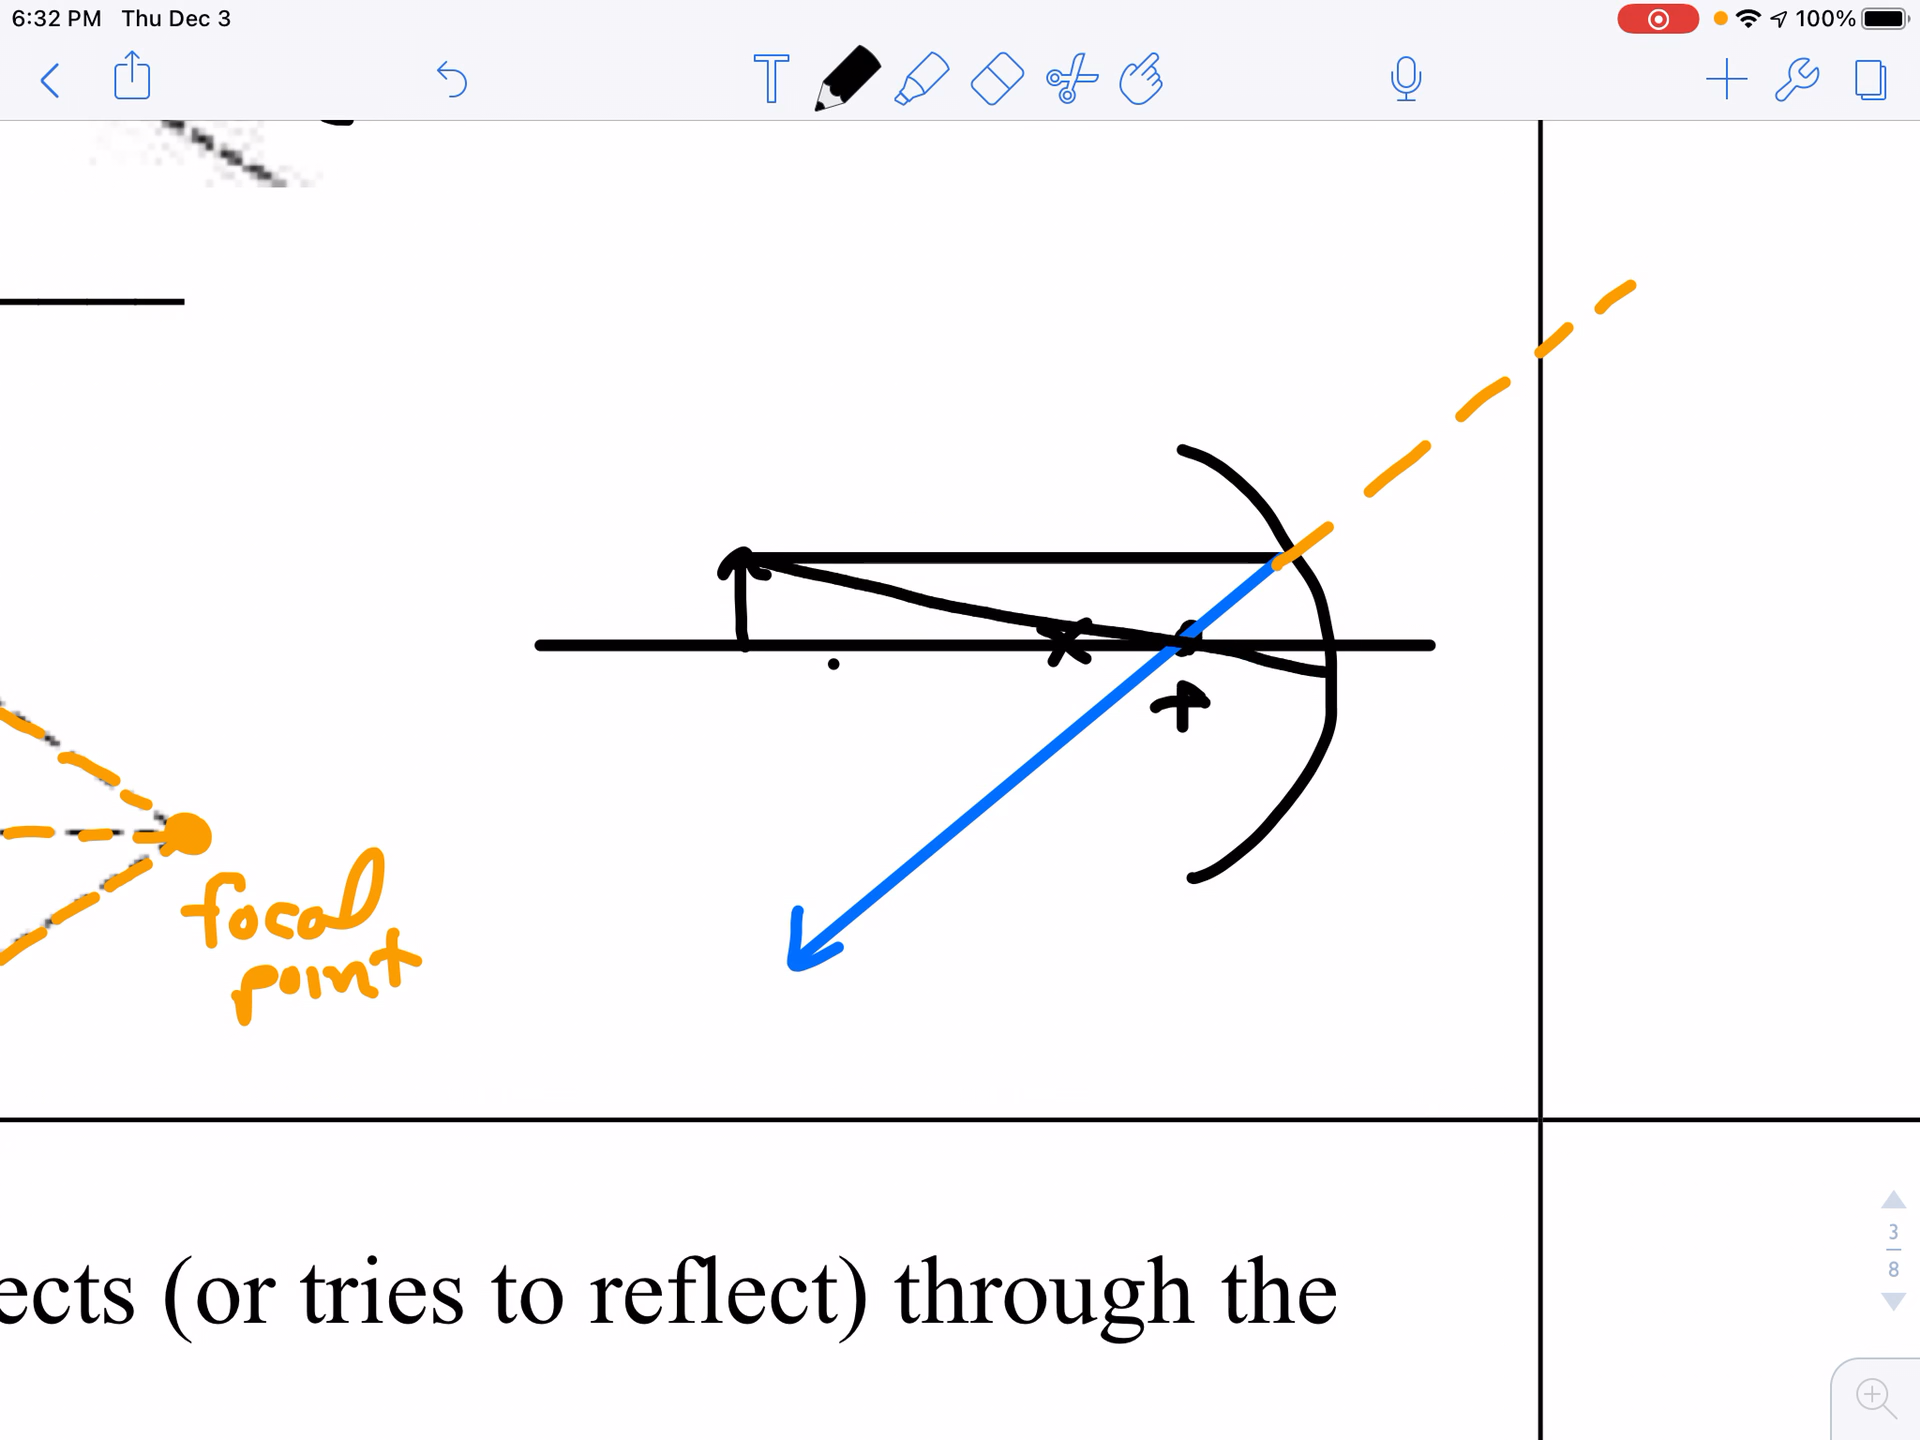 6:32 PM Thu Dec 3
100%
T
focal
point
3
8
ects (or tries to reflect) through the